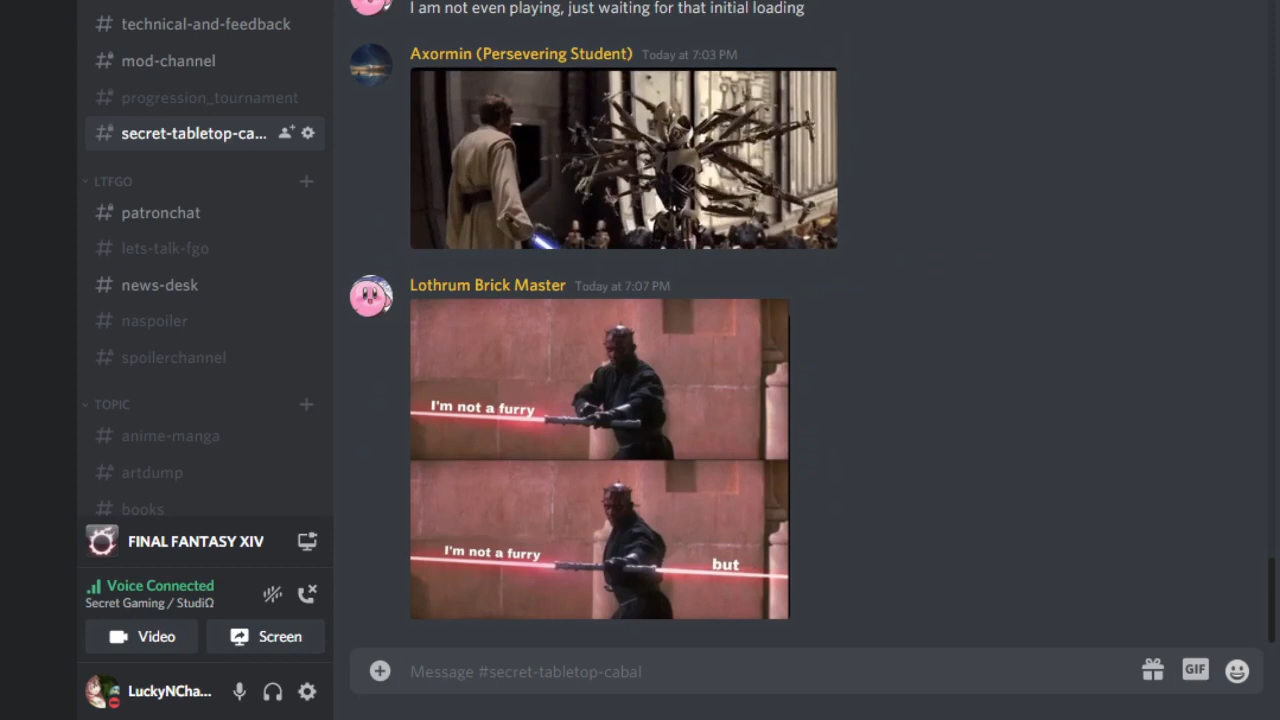 technical-and-feedback
mod-channel
progression_tournament
secret-tabletop-ca...
LTFGO
patronchat
lets-talk-fgo
news-desk
naspoiler
spoilerchannel
TOPIC
anime-manga
artdump
books
FINAL FANTASY XIV
Voice Connected
Secret Gaming / StudiΩ
Video
Screen
LuckyNCha...
I am not even playing, just waiting for that initial loading
Axormin (Persevering Student) Today at 7:03 PM
Lothrum Brick Master Today at 7:07 PM
I'm not a furry
I'm not a furry
but
Message #secret-tabletop-cabal
GIF